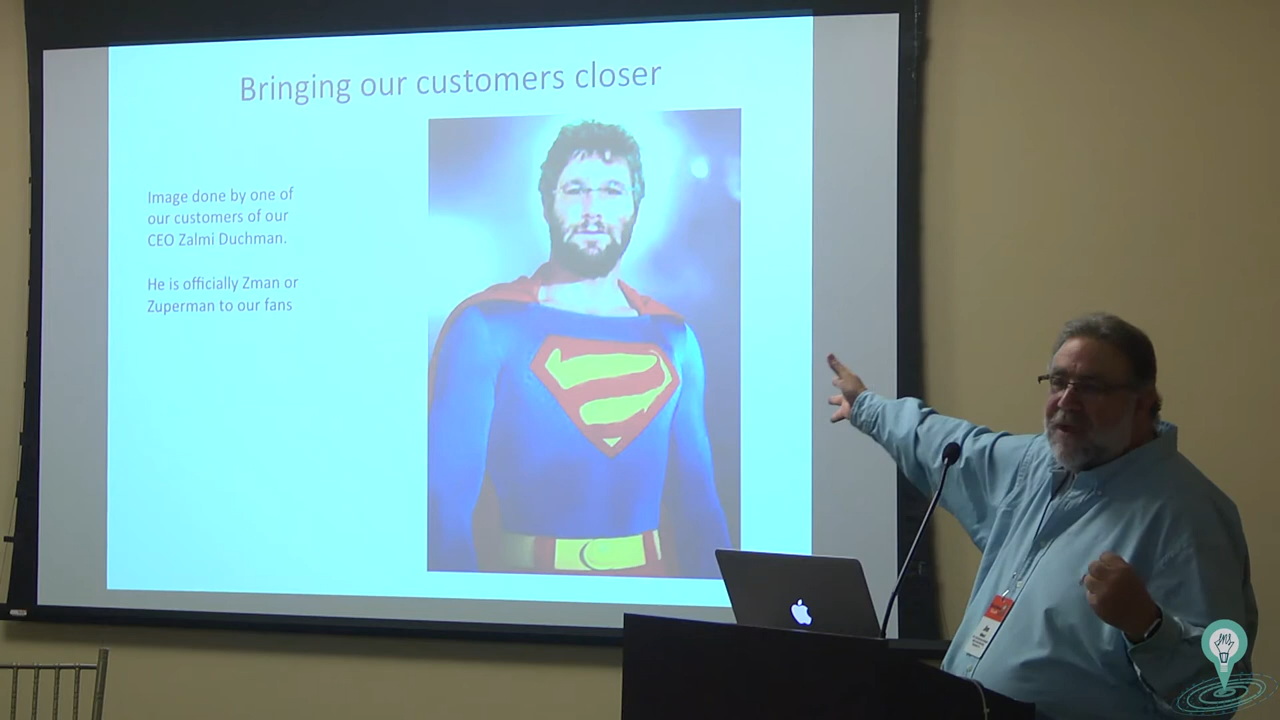 Bringing our customers closer
Image done by one of
our customers of our
CEO Zalmi Duchman.
He is officially Zman or
Zuperman to our fans